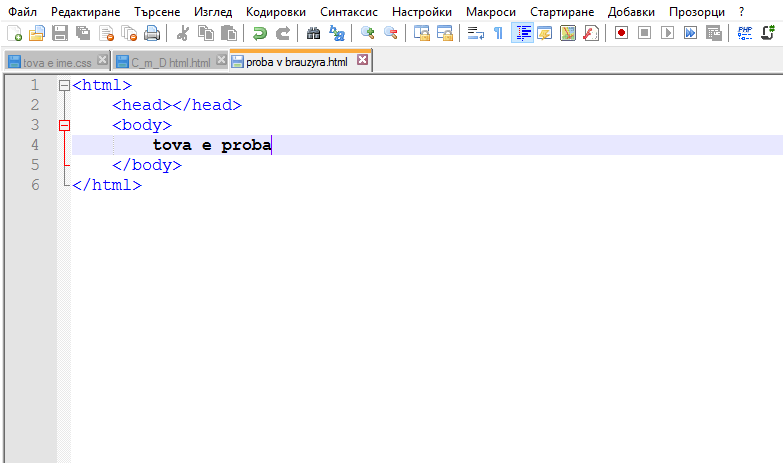 Файл Редактиране Търсене Изглед Кодировки Синтаксис Настройки Макроси Стартиране Добавки Прозорци ?
tova e ime.css C_m_D html.html proba v brauzyra.html
1 <html>
2 <head></head>
3 <body>
4 tova e proba
5 </body>
6 </html>